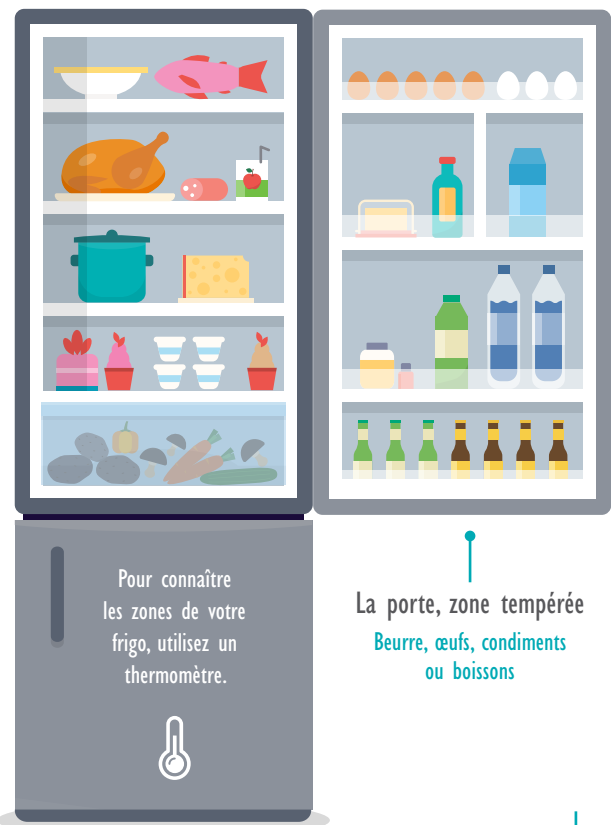 Pour connaître
les zones de votre
frigo, utilisez un
thermomètre.
La porte, zone tempérée
Beurre, œufs, condiments
ou boissons